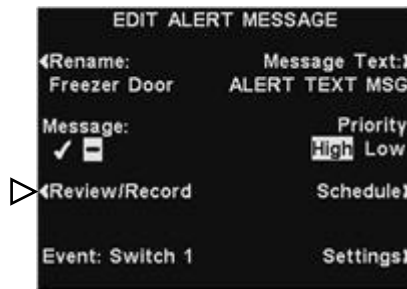 EDIT ALERT MESSAGE
Rename: Message Text:
Freezer Door ALERT TEXT MSG
Message: Priority
✓ – High Low
Review/Record Schedule
Event: Switch 1 Settings